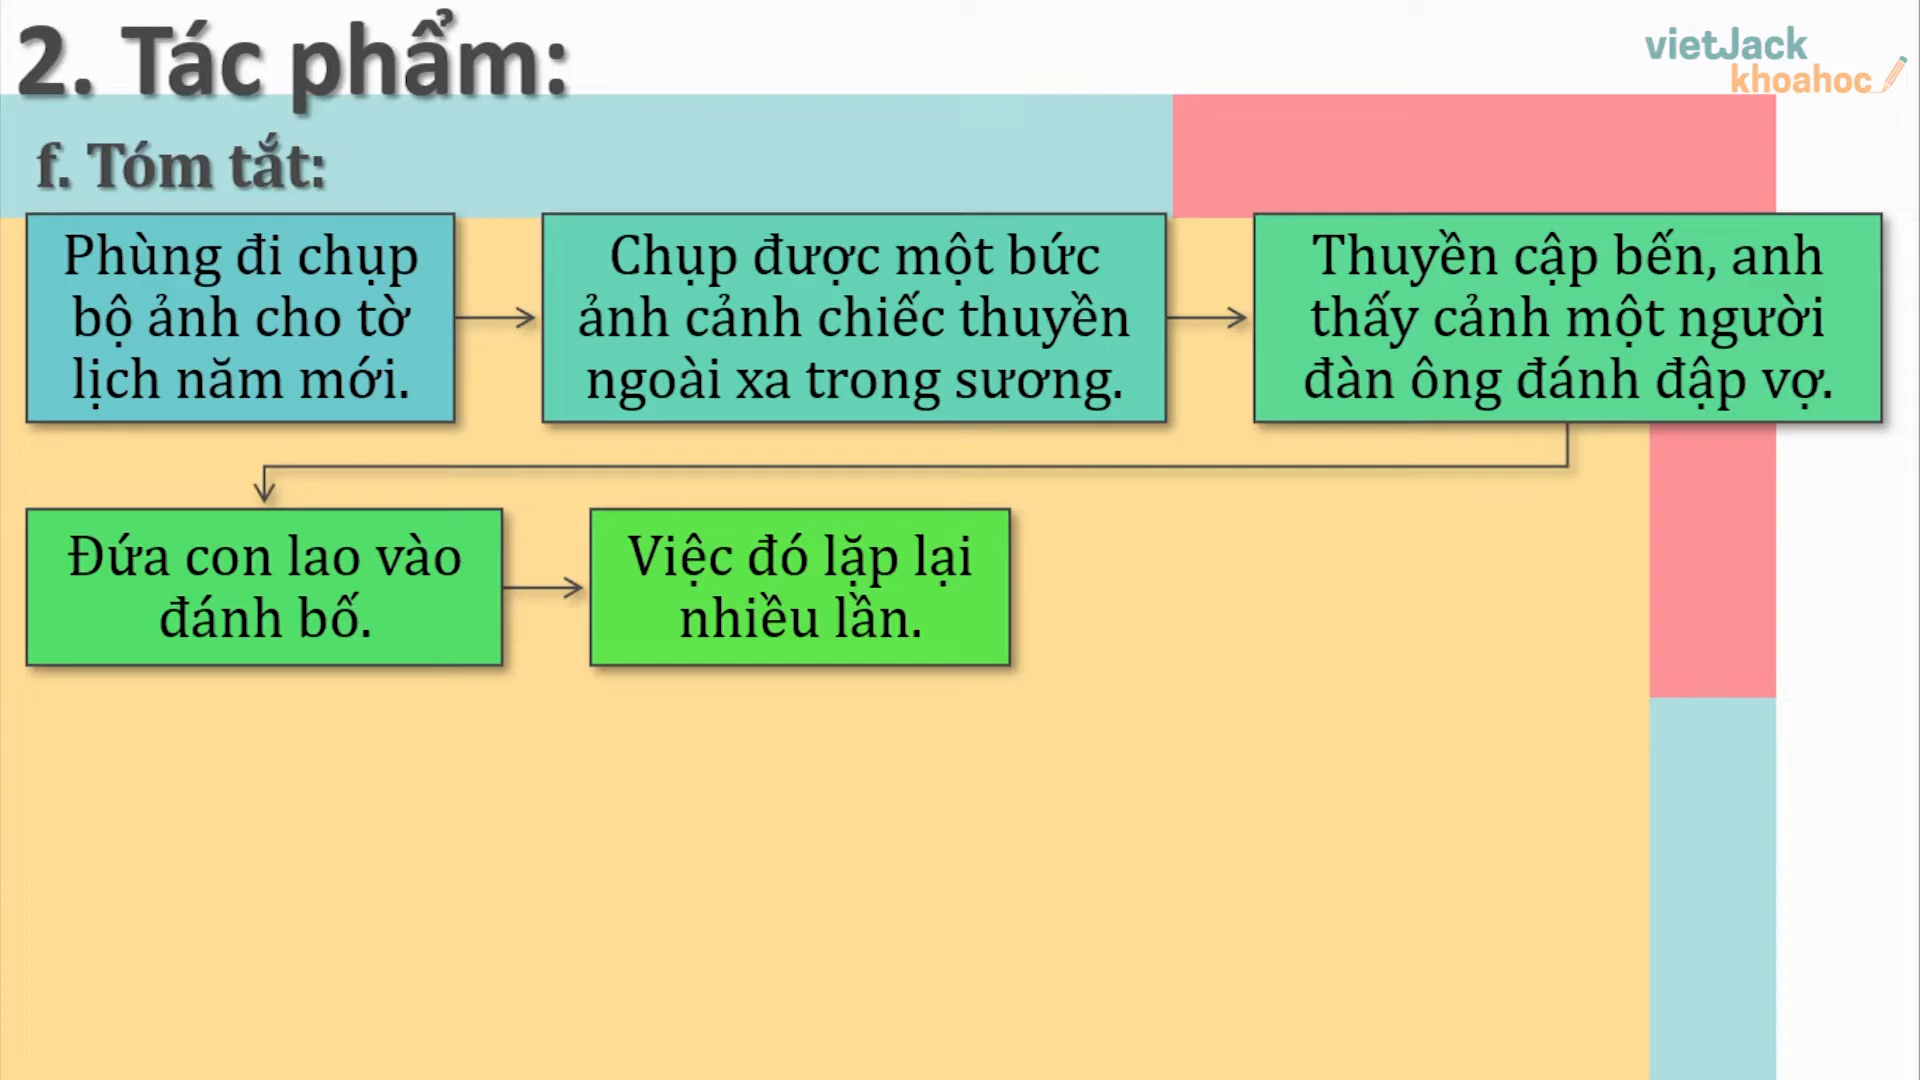 2. Tác phẩm:
vietJack
khoahoc
f. Tóm tắt:
Phùng đi chụp
bộ ảnh cho tờ
lịch năm mới.
Chụp được một bức
ảnh cảnh chiếc thuyền
ngoài xa trong sương.
Thuyền cập bến, anh
thấy cảnh một người
đàn ông đánh đập vợ.
Đứa con lao vào
đánh bố.
Việc đó lặp lại
nhiều lần.